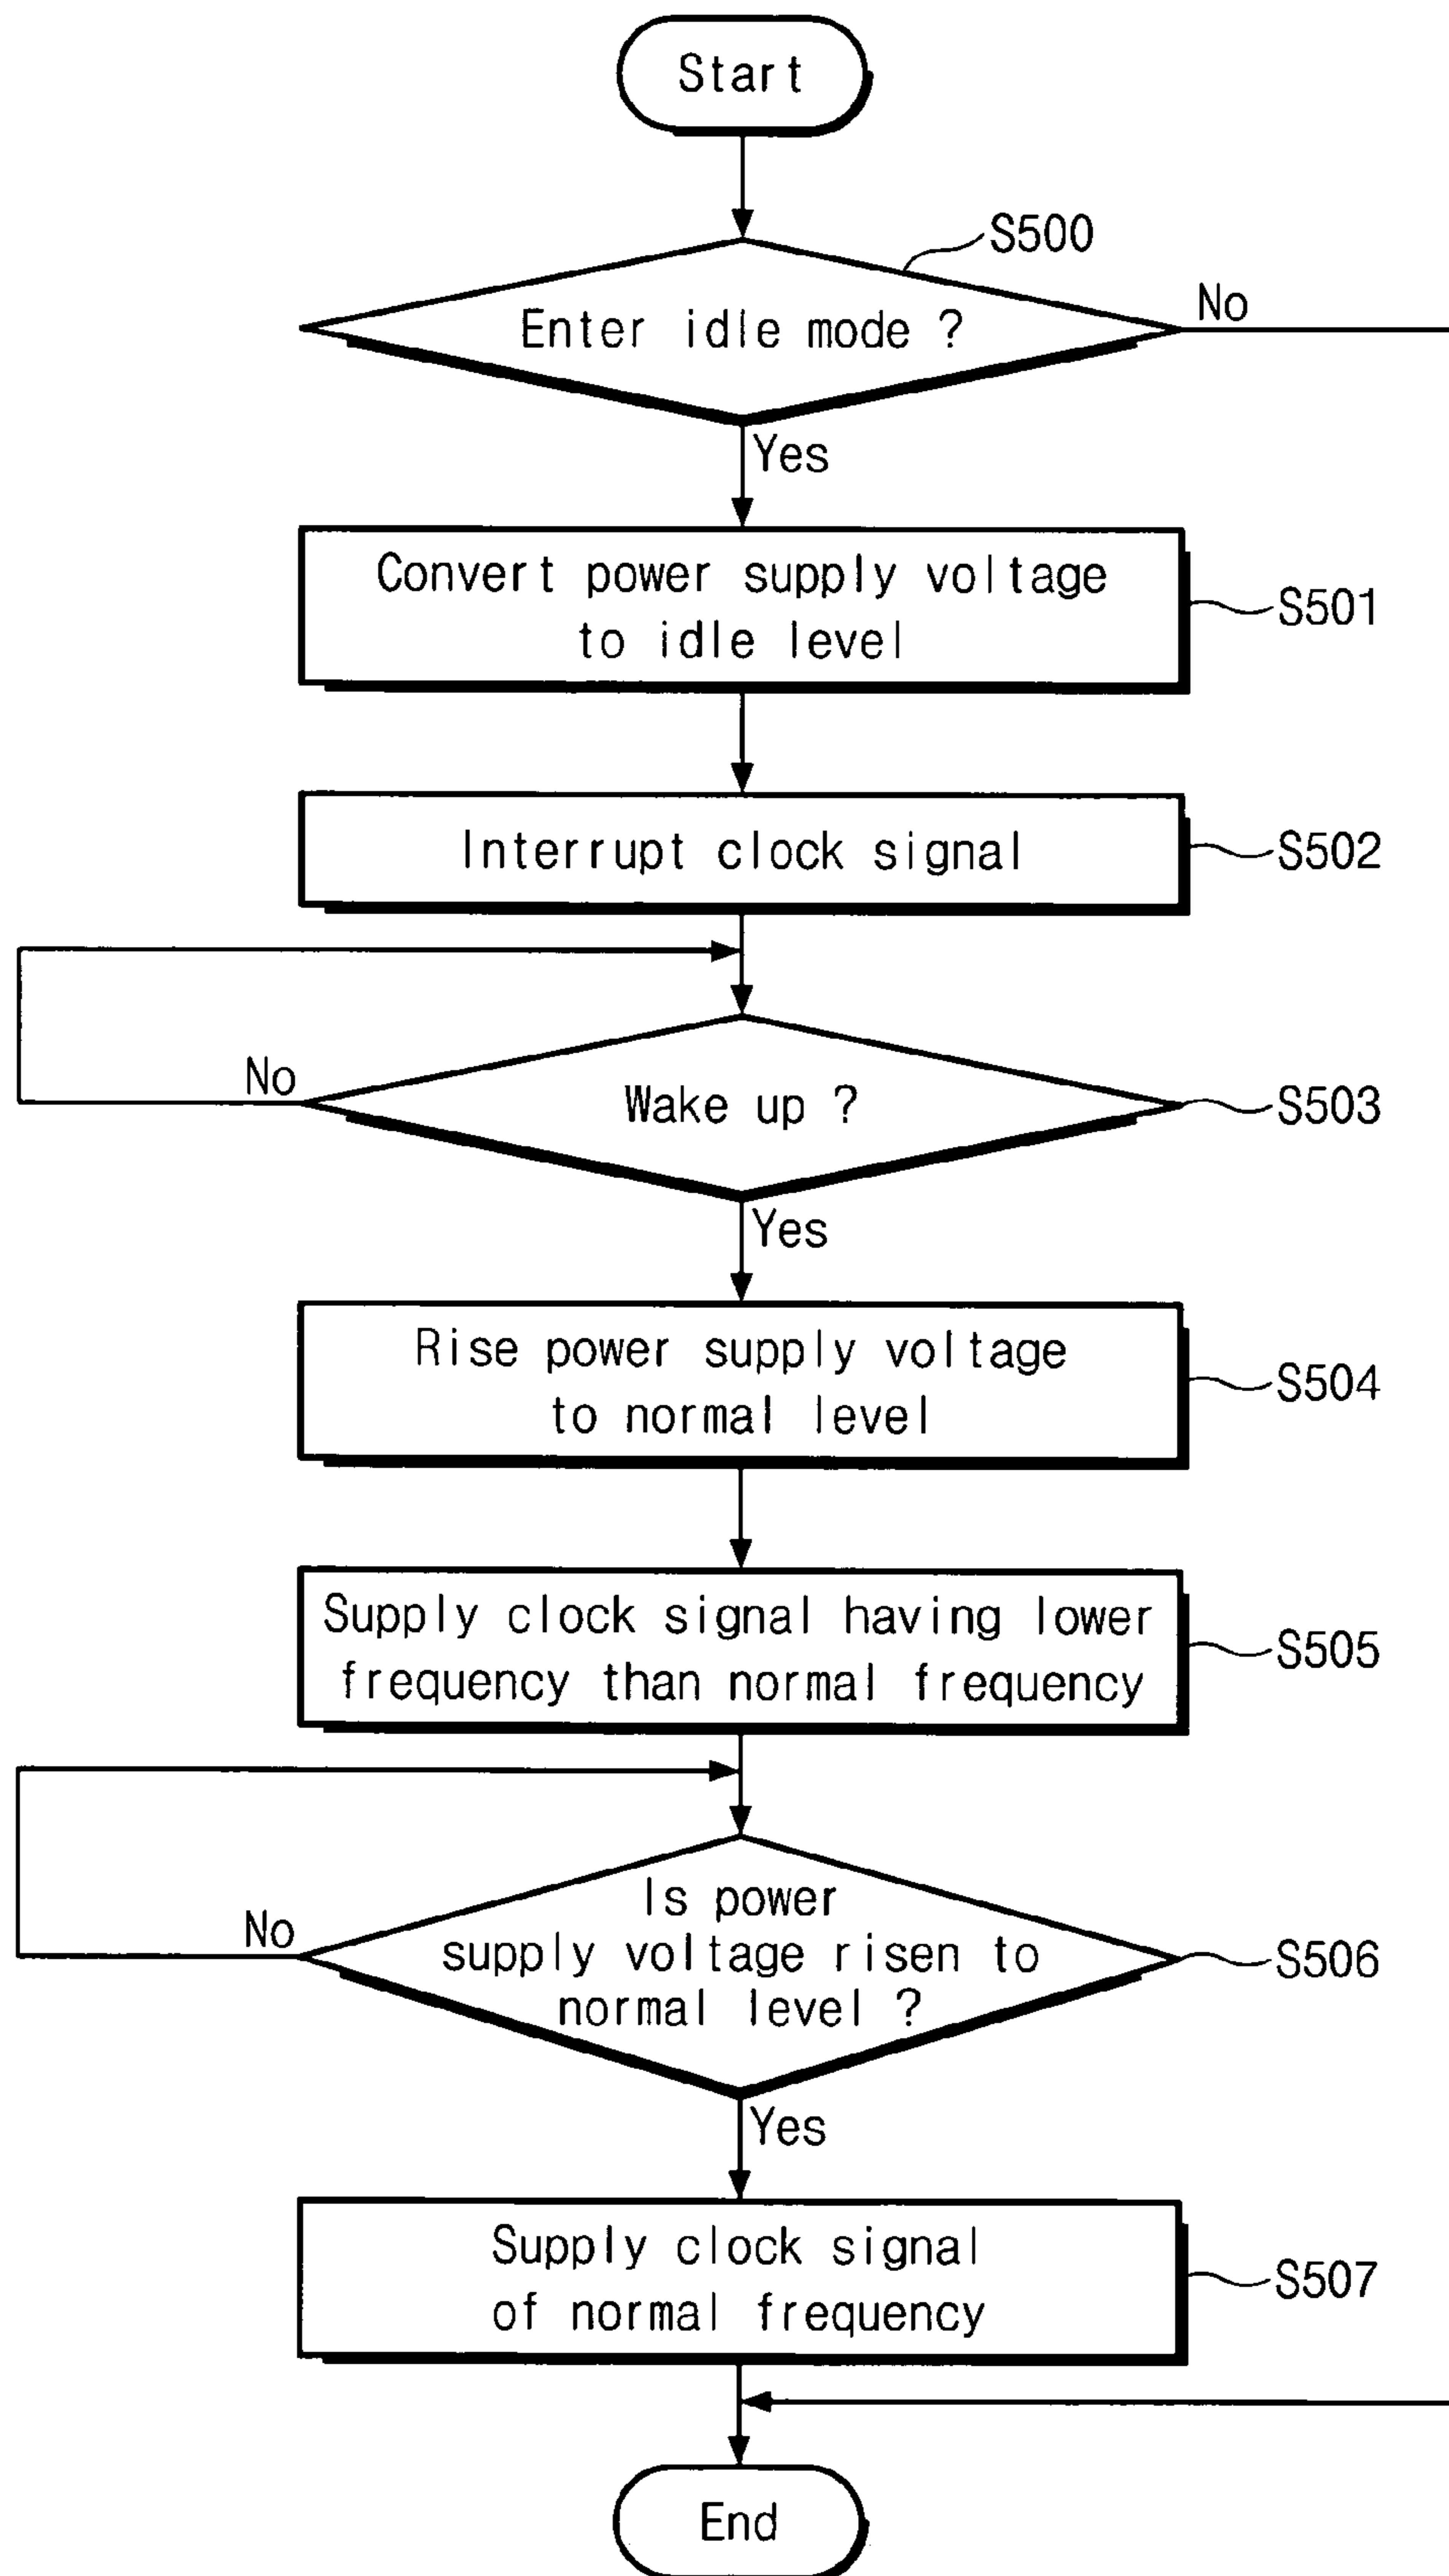 Start
S500
Enter idle mode ?
No
Yes
Convert power supply voltage
to idle level
S501
Interrupt clock signal
S502
No
Wake up ?
S503
Yes
Rise power supply voltage
to normal level
S504
Supply clock signal having lower
frequency than normal frequency
S505
Is power
supply voltage risen to
normal level ?
No
S506
Yes
Supply clock signal
of normal frequency
S507
End